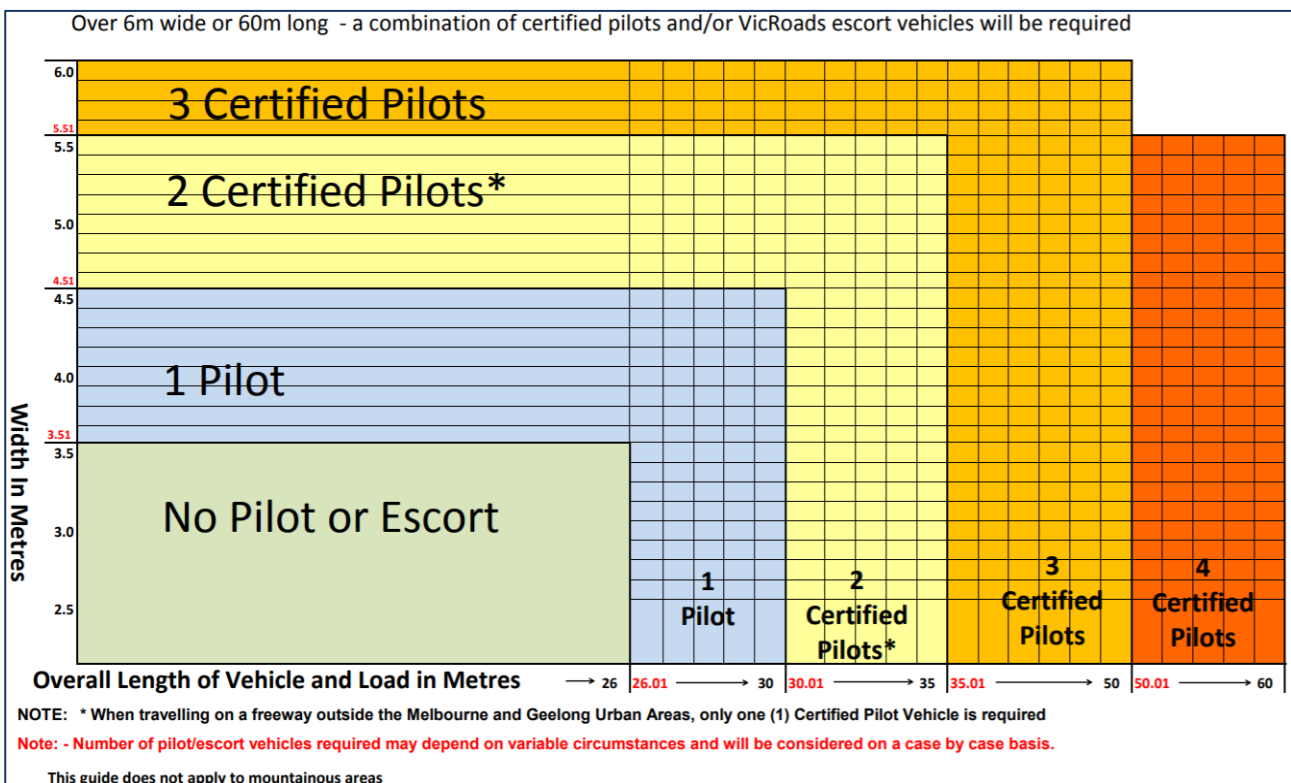 Over 6m wide or 60m long - a combination of certified pilots and/or VicRoads escort vehicles will be required
6.0
3 Certified Pilots
5.51
5.5
2 Certified Pilots*
5.0
4.51
4.5
4.0
1 Pilot
3.51
3.5
No Pilot or Escort
3.0
2.5
Width In Metres
1
Pilot
2
Certified
Pilots*
3
Certified
Pilots
4
Certified
Pilots
Overall Length of Vehicle and Load in Metres → 26 26.01 → 30 30.01 → 35 35.01 → 50 50.01 → 60
NOTE: * When travelling on a freeway outside the Melbourne and Geelong Urban Areas, only one (1) Certified Pilot Vehicle is required
Note: - Number of pilot/escort vehicles required may depend on variable circumstances and will be considered on a case by case basis.
This guide does not apply to mountainous areas